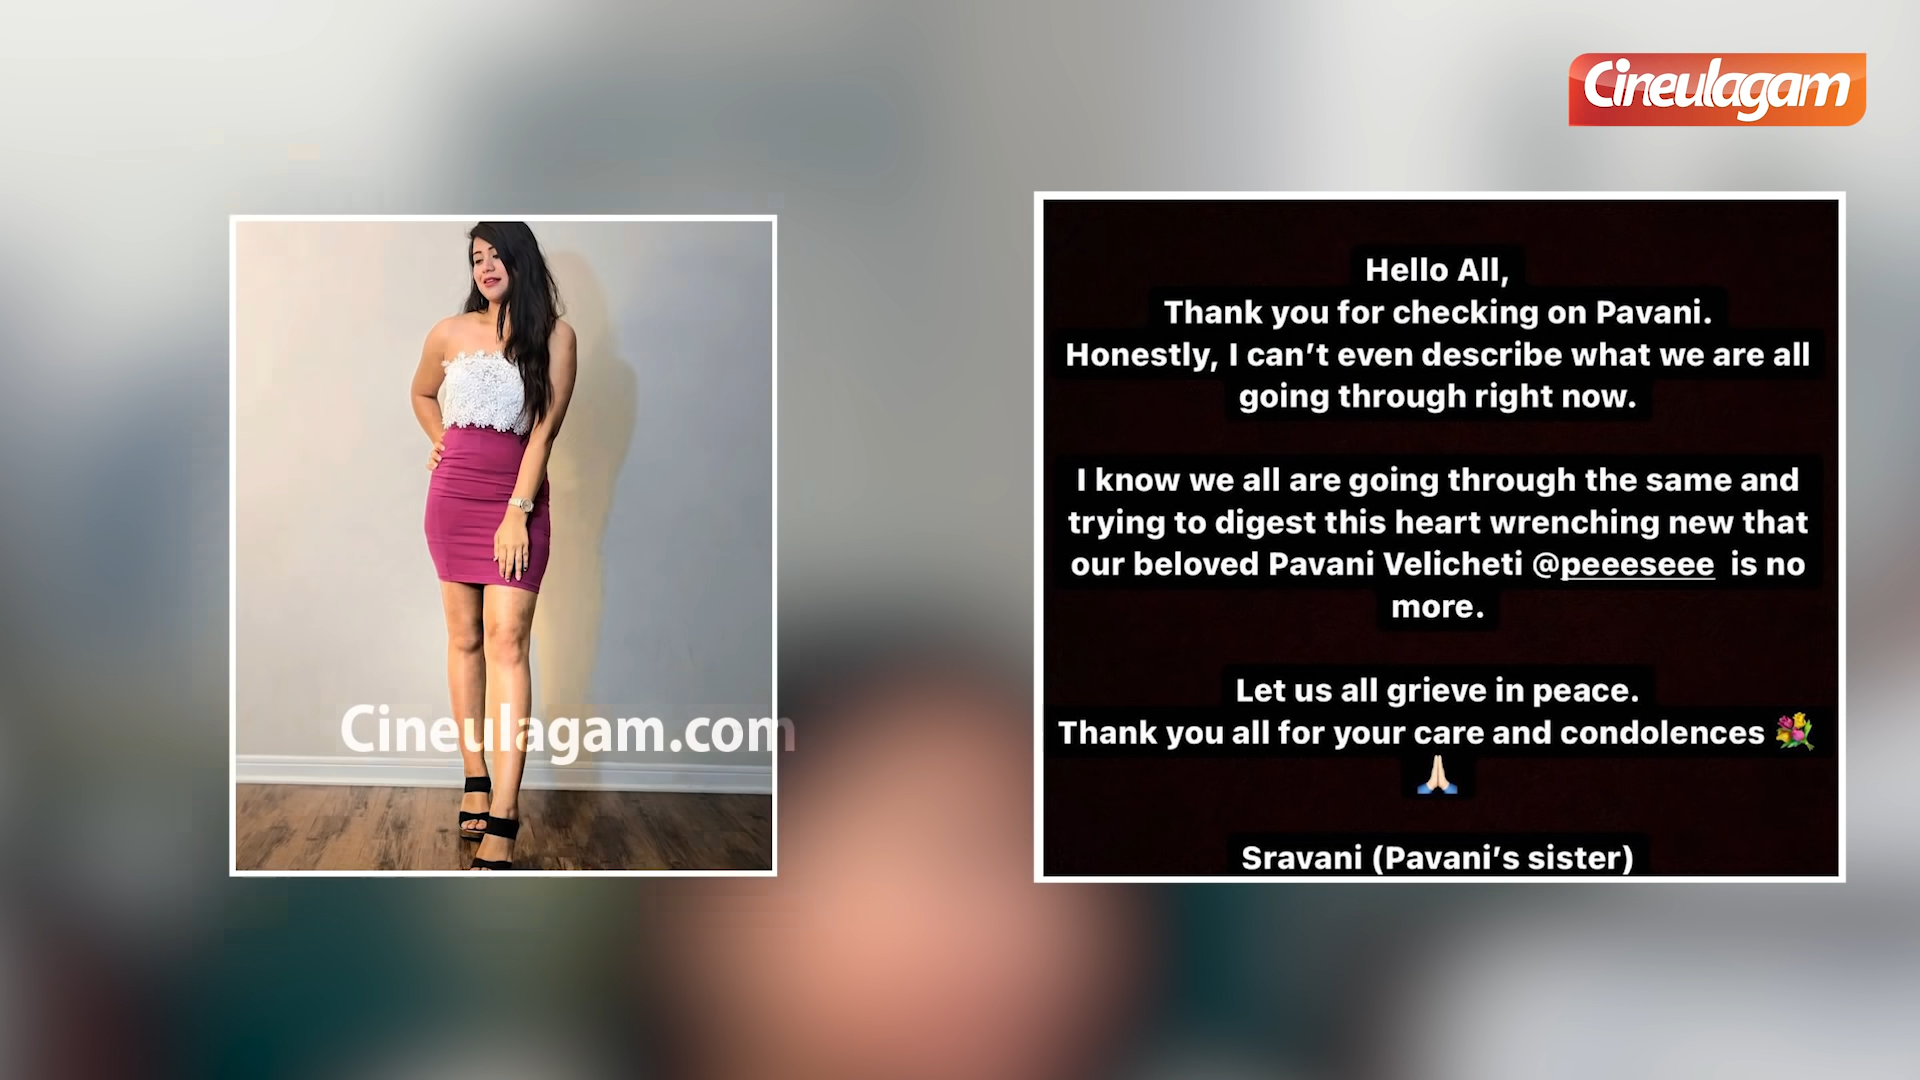 Cineulagam
Hello All,
Thank you for checking on Pavani.
Honestly, I can't even describe what we are all
going through right now.
I know we all are going through the same and
trying to digest this heart wrenching new that
our beloved Pavani Velicheti @peeeseee is no
more.
Let us all grieve in peace.
Thank you all for your care and condolences 💐
🙏🏻
Sravani (Pavani's sister)
Cineulagam.com